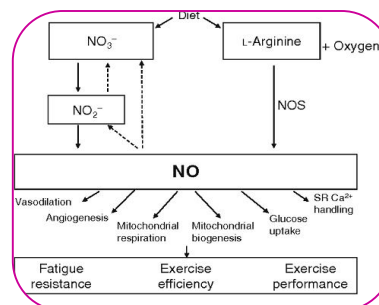 Diet
NO₃⁻
L-Arginine
+ Oxygen
NO₂⁻
NOS
NO
Vasodilation
Angiogenesis
Mitochondrial
respiration
Mitochondrial
biogenesis
Glucose
uptake
SR Ca²⁺
handling
Fatigue
resistance
Exercise
efficiency
Exercise
performance